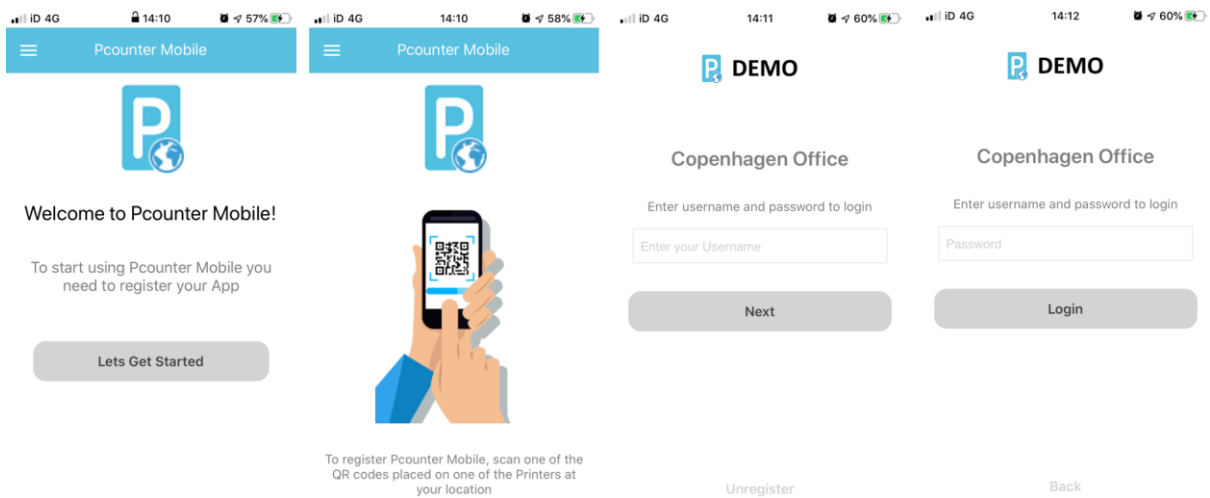 iD 4G 14:10 57%
Pcounter Mobile
P
Welcome to Pcounter Mobile!
To start using Pcounter Mobile you
need to register your App
Lets Get Started
iD 4G 14:10 58%
Pcounter Mobile
P
To register Pcounter Mobile, scan one of the
QR codes placed on one of the Printers at
your location
iD 4G 14:11 60%
P DEMO
Copenhagen Office
Enter username and password to login
Enter your Username
Next
Unregister
iD 4G 14:12 60%
P DEMO
Copenhagen Office
Enter username and password to login
Password
Login
Back